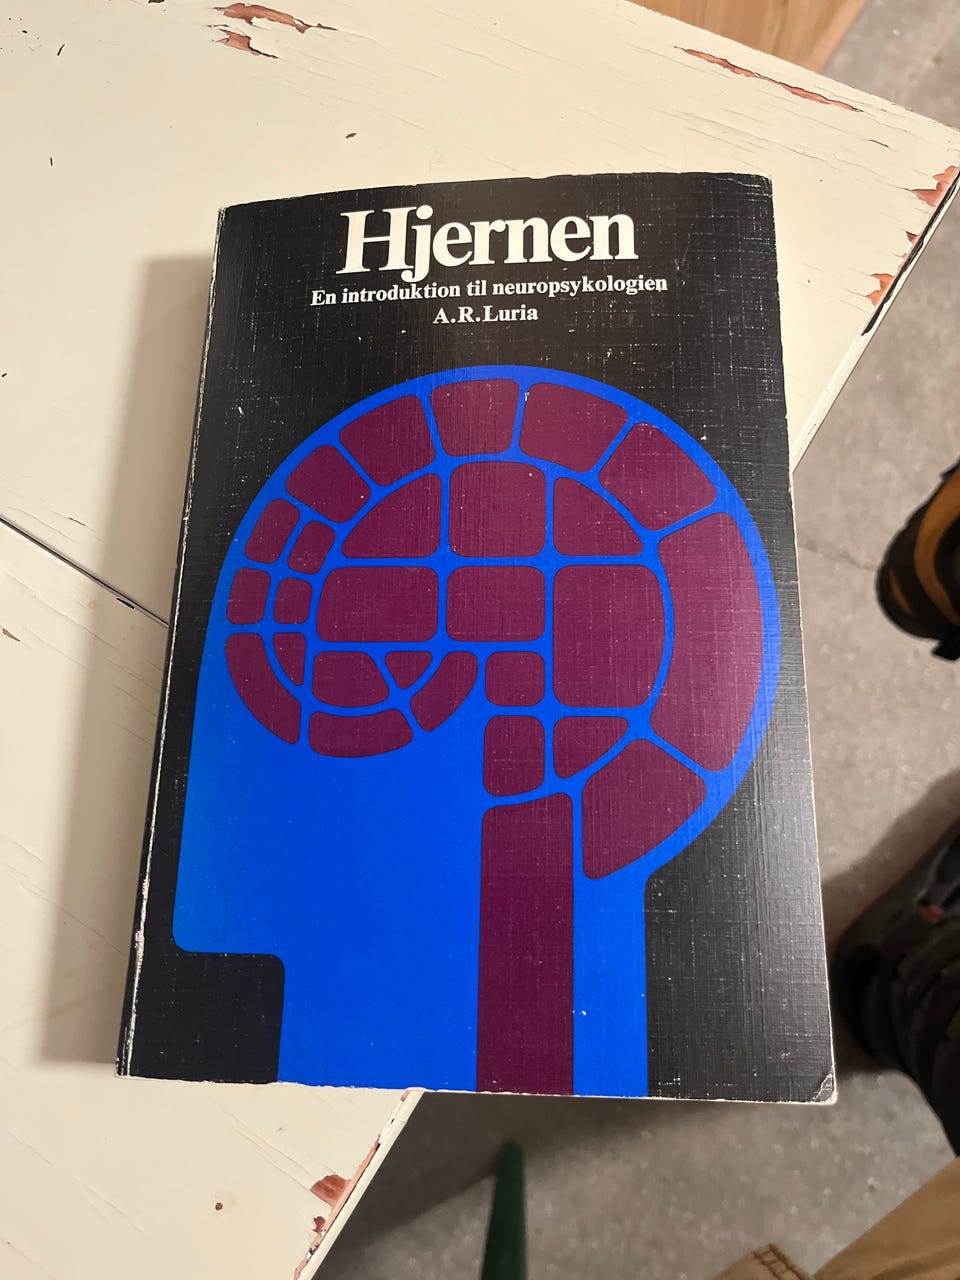 Hjernen
En introduktion til neuropsykologien
A.R.Luria